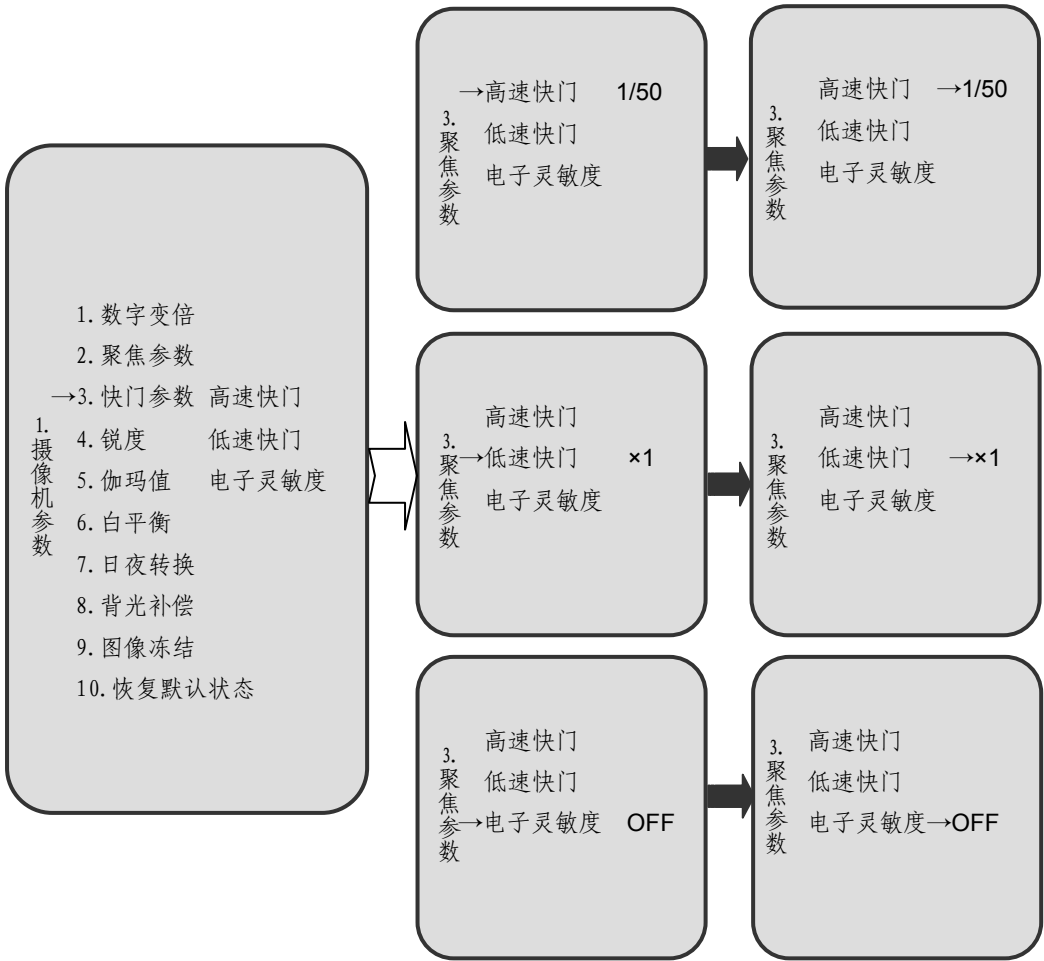 1.摄像机参数
1.数字变倍
2.聚焦参数
→3.快门参数 高速快门
4.锐度 低速快门
5.伽玛值 电子灵敏度
6.白平衡
7.日夜转换
8.背光补偿
9.图像冻结
10.恢复默认状态
3.聚焦参数
→高速快门 1/50
低速快门
电子灵敏度
3.聚焦参数
高速快门 →1/50
低速快门
电子灵敏度
3.聚焦参数
高速快门
→低速快门 ×1
电子灵敏度
3.聚焦参数
高速快门
低速快门 →×1
电子灵敏度
3.聚焦参数
高速快门
低速快门
→电子灵敏度 OFF
3.聚焦参数
高速快门
低速快门
电子灵敏度→OFF